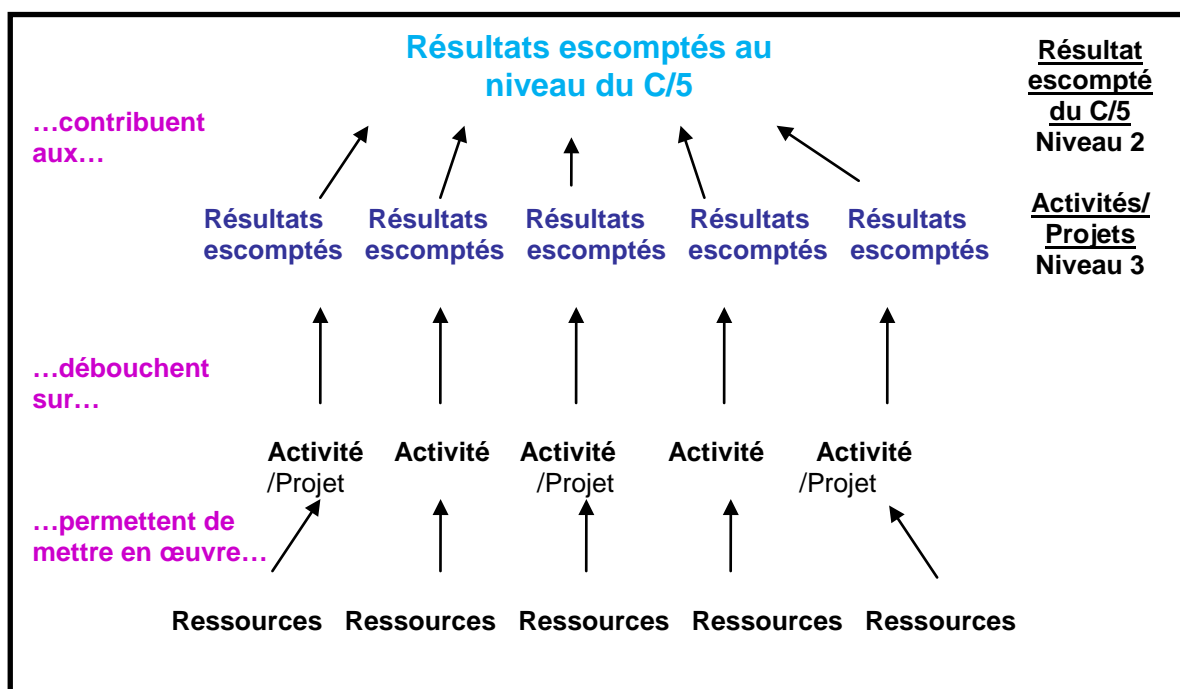 Résultats escomptés au
niveau du C/5
Résultat
escompté
du C/5
Niveau 2
…contribuent
aux…
Résultats escomptés
Résultats escomptés
Résultats escomptés
Résultats escomptés
Résultats escomptés
Activités/
Projets
Niveau 3
…débouchent
sur…
Activité
/Projet
Activité
Activité
/Projet
Activité
Activité
/Projet
…permettent de
mettre en œuvre…
Ressources Ressources Ressources Ressources Ressources